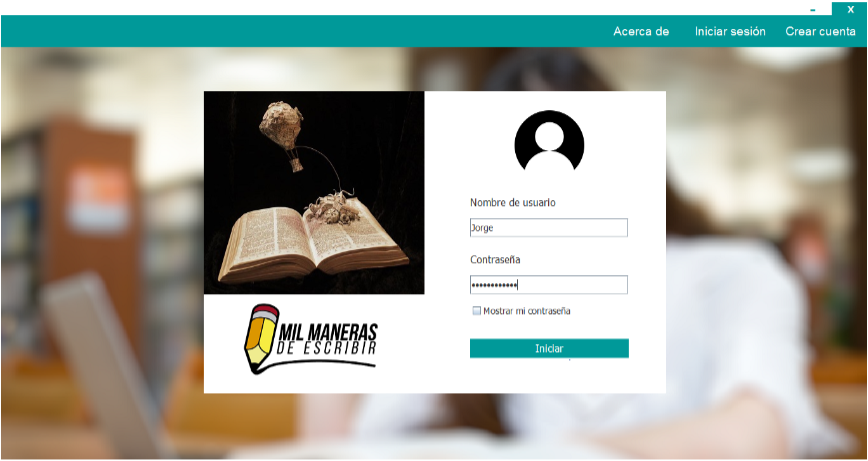 - X
Acerca de Iniciar sesión Crear cuenta
Nombre de usuario
Jorge
Contraseña
••••••••••••
Mostrar mi contraseña
Iniciar
MIL MANERAS
DE ESCRIBIR